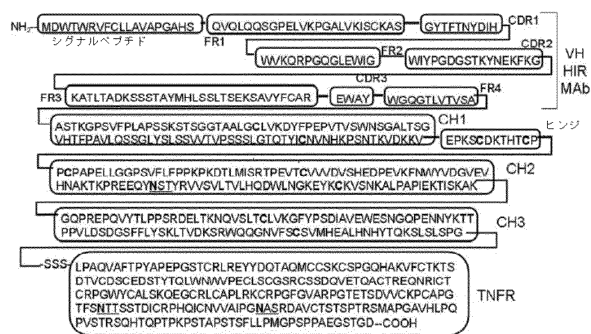 NH₂ MDWTWRVFCLLAVAPGAHS QVQLQQSGPELVKPGALVKISCKAS GYTFTNYDIH CDR1
シグナルペプチド FR1
WVKQRPGQGLEWIG FR2 WIYPGDGSTKYNEKFKG CDR2
VH
HIR
MAb
FR3 KATLTADKSSSTAYMHLSSLTSEKSAVYFCAR CDR3 EWAY WGQGTLVTVSA FR4
CH1
ASTKGPSVFPLAPSSKSTSGGTAALGCLVKDYFPEPVTVSWNSGALTSG
VHTFPAVLQSSGLYSLSSVVTVPSSSLGTQTYICNVNHKPSNTKVDKKV
EPKSCDKTHTCP ヒンジ
PCPAPELLGGPSVFLFPPKPKDTLMISRTPEVTCVVVDVSHEDPEVKFNWYVDGVEV
HNAKTKPREEQYNSTYRVVSVLTVLHQDWLNGKEYKCKVSNKALPAPIEKTISKAK
CH2
GQPREPQVYTLPPSRDELTKNQVSLTCLVKGFYPSDIAVEWESNGQPENNYKTT
PPVLDSDGSFFLYSKLTVDKSRWQQGNVFSCSVMHEALHNHYTQKSLSLSPG
CH3
-SSS-
LPAQVAFTPYAPEPGSTCRLREYYDQTAQMCCSKCSPGQHAKVFCTKTS
DTVCDSCEDSTYTQLWNWVPECLSCGSRCSSDQVETQACTREQNRICT
CRPGWYCALSKQEGCRLCAPLRKCRPGFGVARPGTETSDVVCKPCAPG
TFSNTTSSTDICRPHQICNVVAIPGNASRDAVCTSTSPTRSMAPGAVHLPQ
PVSTRSQHTQPTPKPSTAPSTSFLLPMGPSPPAEGSTGD--COOH
TNFR